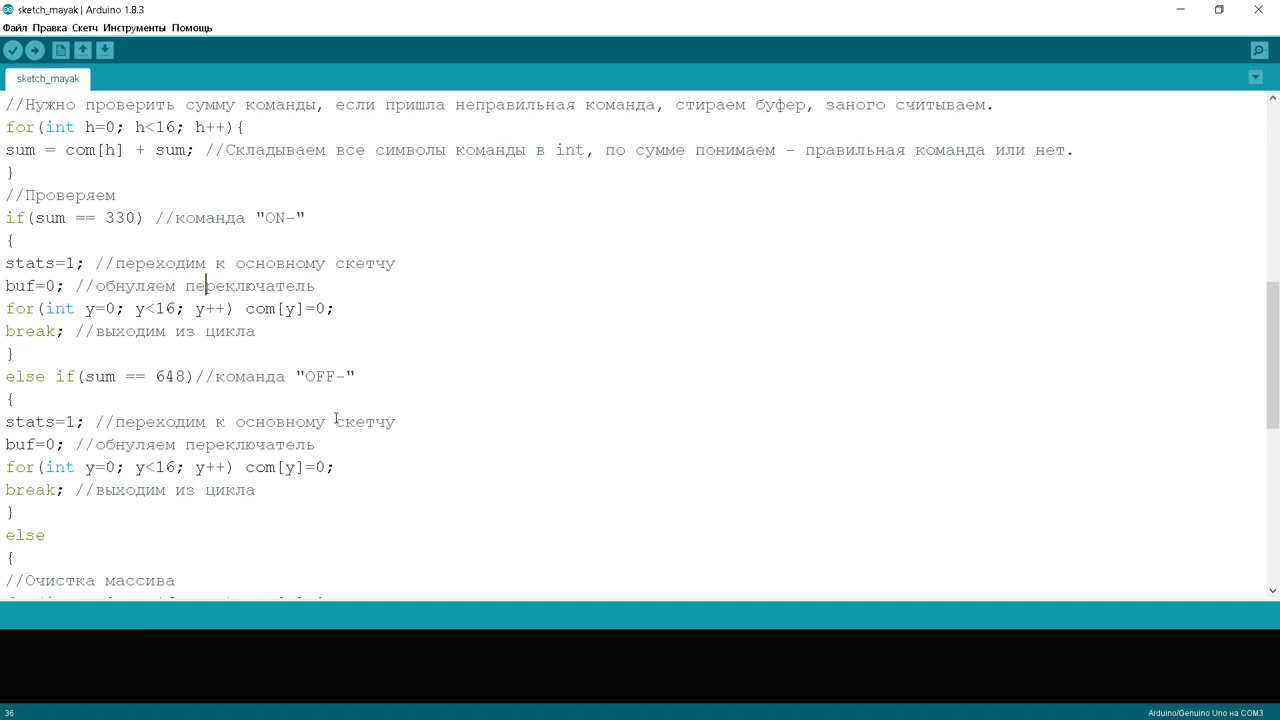 sketch_mayak | Arduino 1.8.3
Файл Правка Скетч Инструменты Помощь
sketch_mayak
//Нужно проверить сумму команды, если пришла неправильная команда, стираем буфер, заного считываем.
for(int h=0; h<16; h++){
sum = com[h] + sum; //Складываем все символы команды в int, по сумме понимаем - правильная команда или нет.
}
//Проверяем
if(sum == 330) //команда "ON-"
{
stats=1; //переходим к основному скетчу
buf=0; //обнуляем переключатель
for(int y=0; y<16; y++) com[y]=0;
break; //выходим из цикла
}
else if(sum == 648)//команда "OFF-"
{
stats=1; //переходим к основному скетчу
buf=0; //обнуляем переключатель
for(int y=0; y<16; y++) com[y]=0;
break; //выходим из цикла
}
else
{
//Очистка массива
36
Arduino/Genuino Uno на COM3